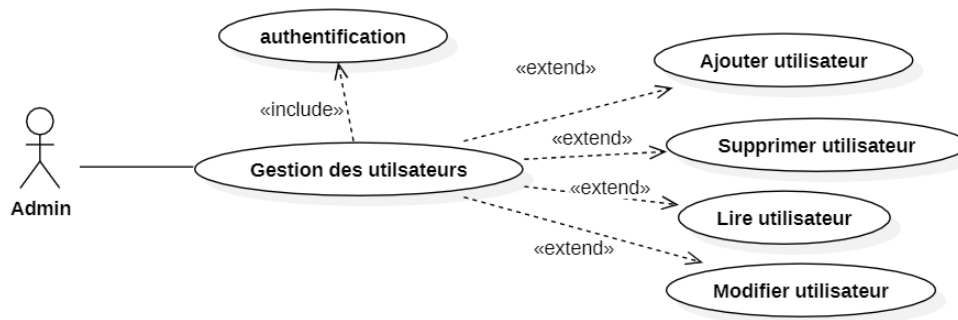 authentification
«extend»
Ajouter utilisateur
«include»
«extend»
Supprimer utilisateur
Gestion des utilsateurs
«extend»
Admin
Lire utilisateur
«extend»
Modifier utilisateur